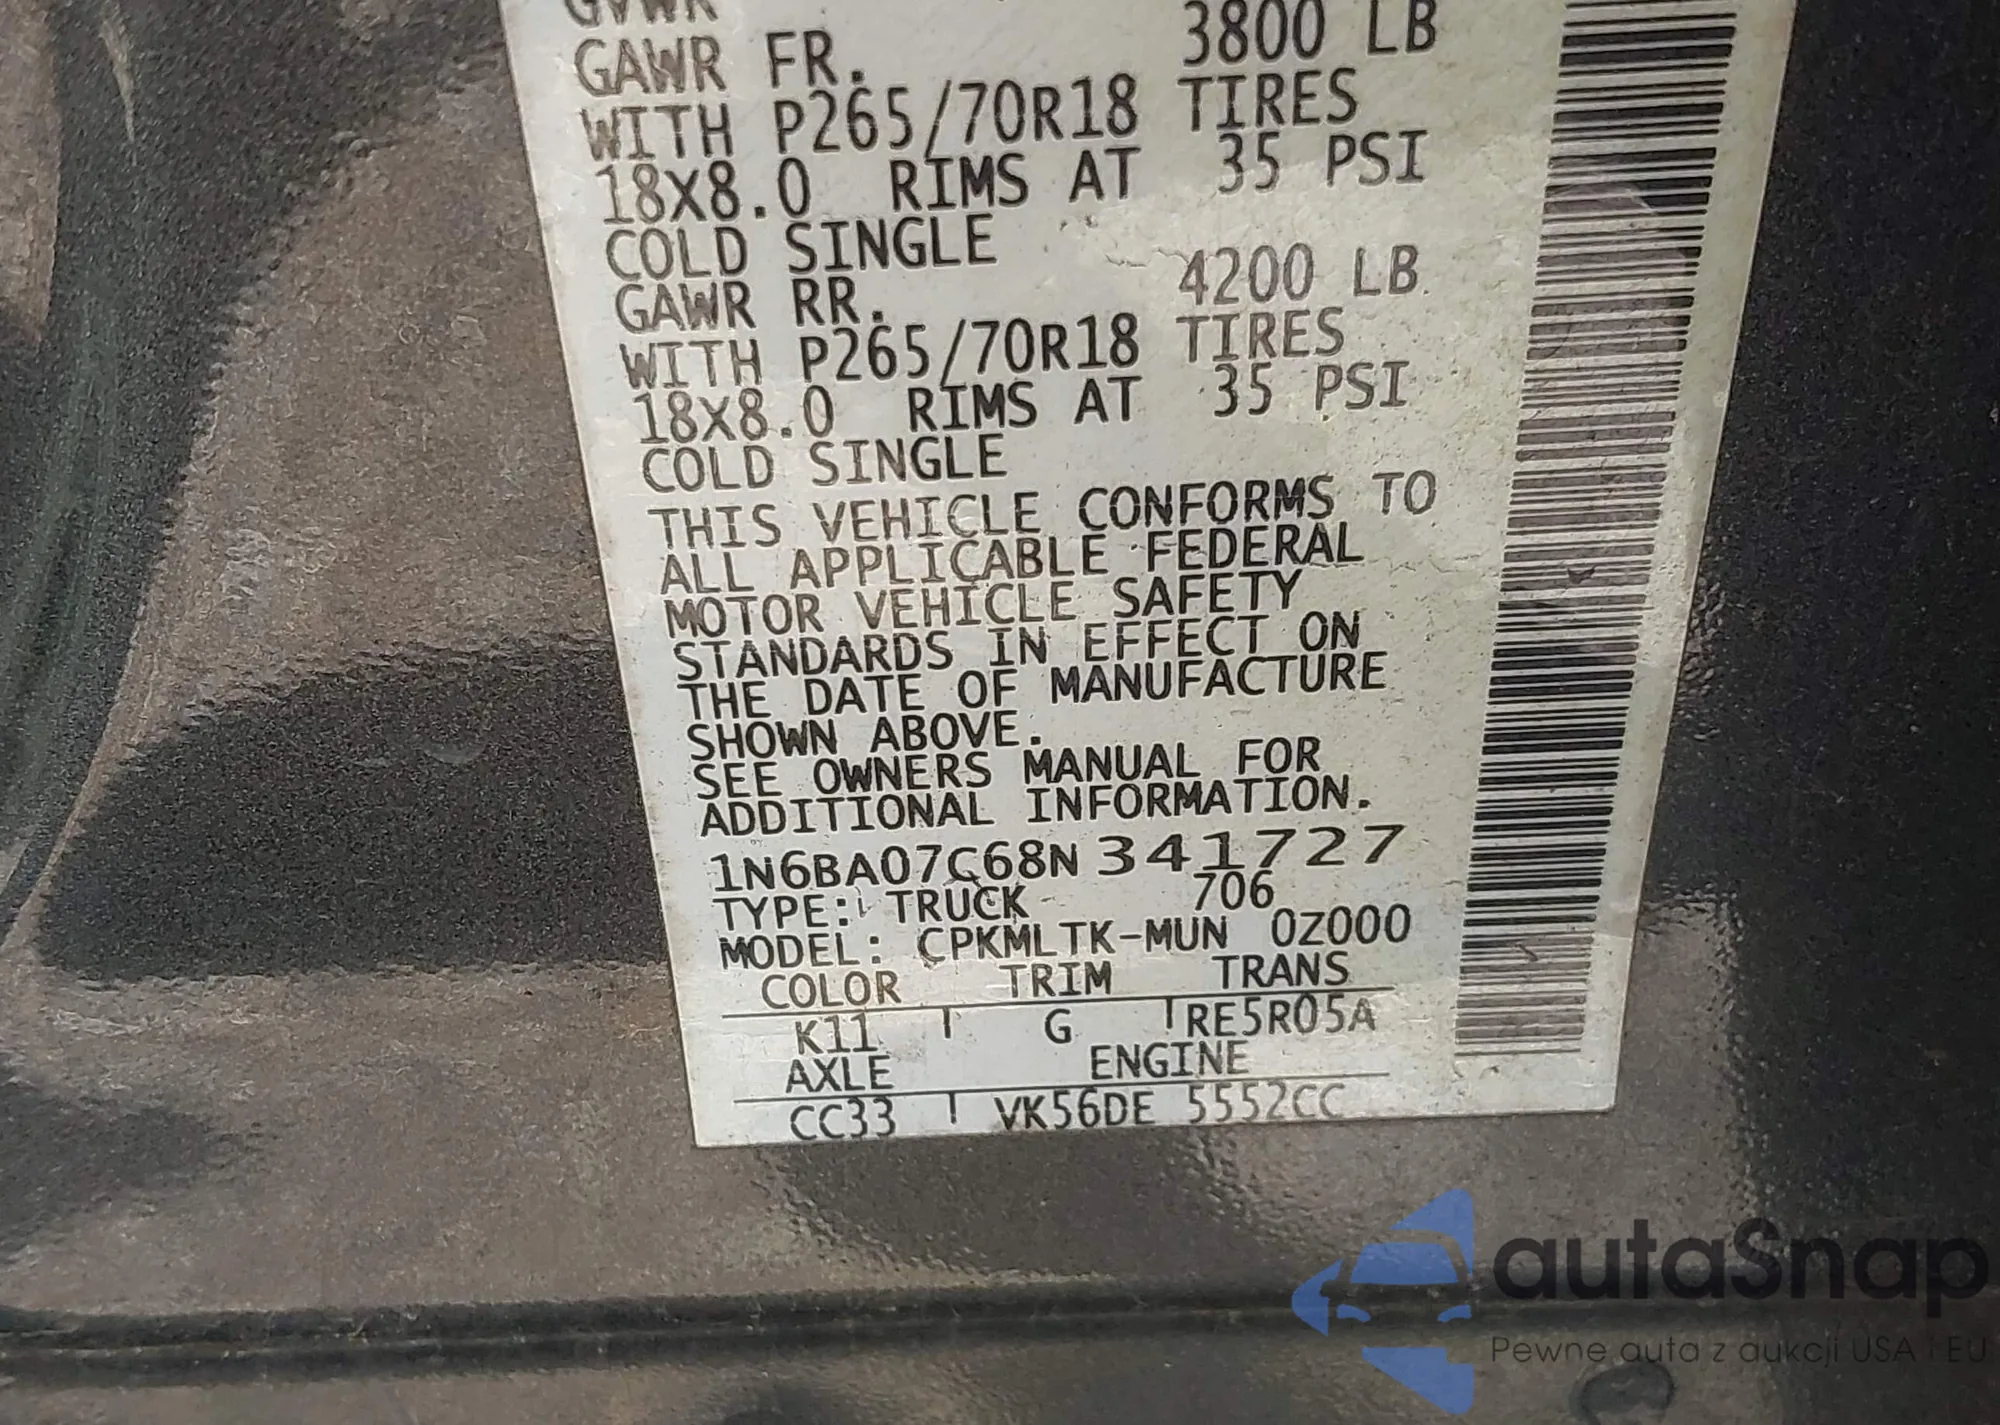 GVWR
GAWR FR. 3800 LB
WITH P265/70R18 TIRES
18X8.0 RIMS AT 35 PSI
COLD SINGLE
GAWR RR. 4200 LB
WITH P265/70R18 TIRES
18X8.0 RIMS AT 35 PSI
COLD SINGLE
THIS VEHICLE CONFORMS TO
ALL APPLICABLE FEDERAL
MOTOR VEHICLE SAFETY
STANDARDS IN EFFECT ON
THE DATE OF MANUFACTURE
SHOWN ABOVE.
SEE OWNERS MANUAL FOR
ADDITIONAL INFORMATION.
1N6BA07C68N341727
TYPE: TRUCK 706
MODEL: CPKMLTK-MUN 0Z000
COLOR TRIM TRANS
K11 G RE5R05A
AXLE ENGINE
CC33 VK56DE 5552CC
autaSnap
Pewne auta z aukcji USA i EU